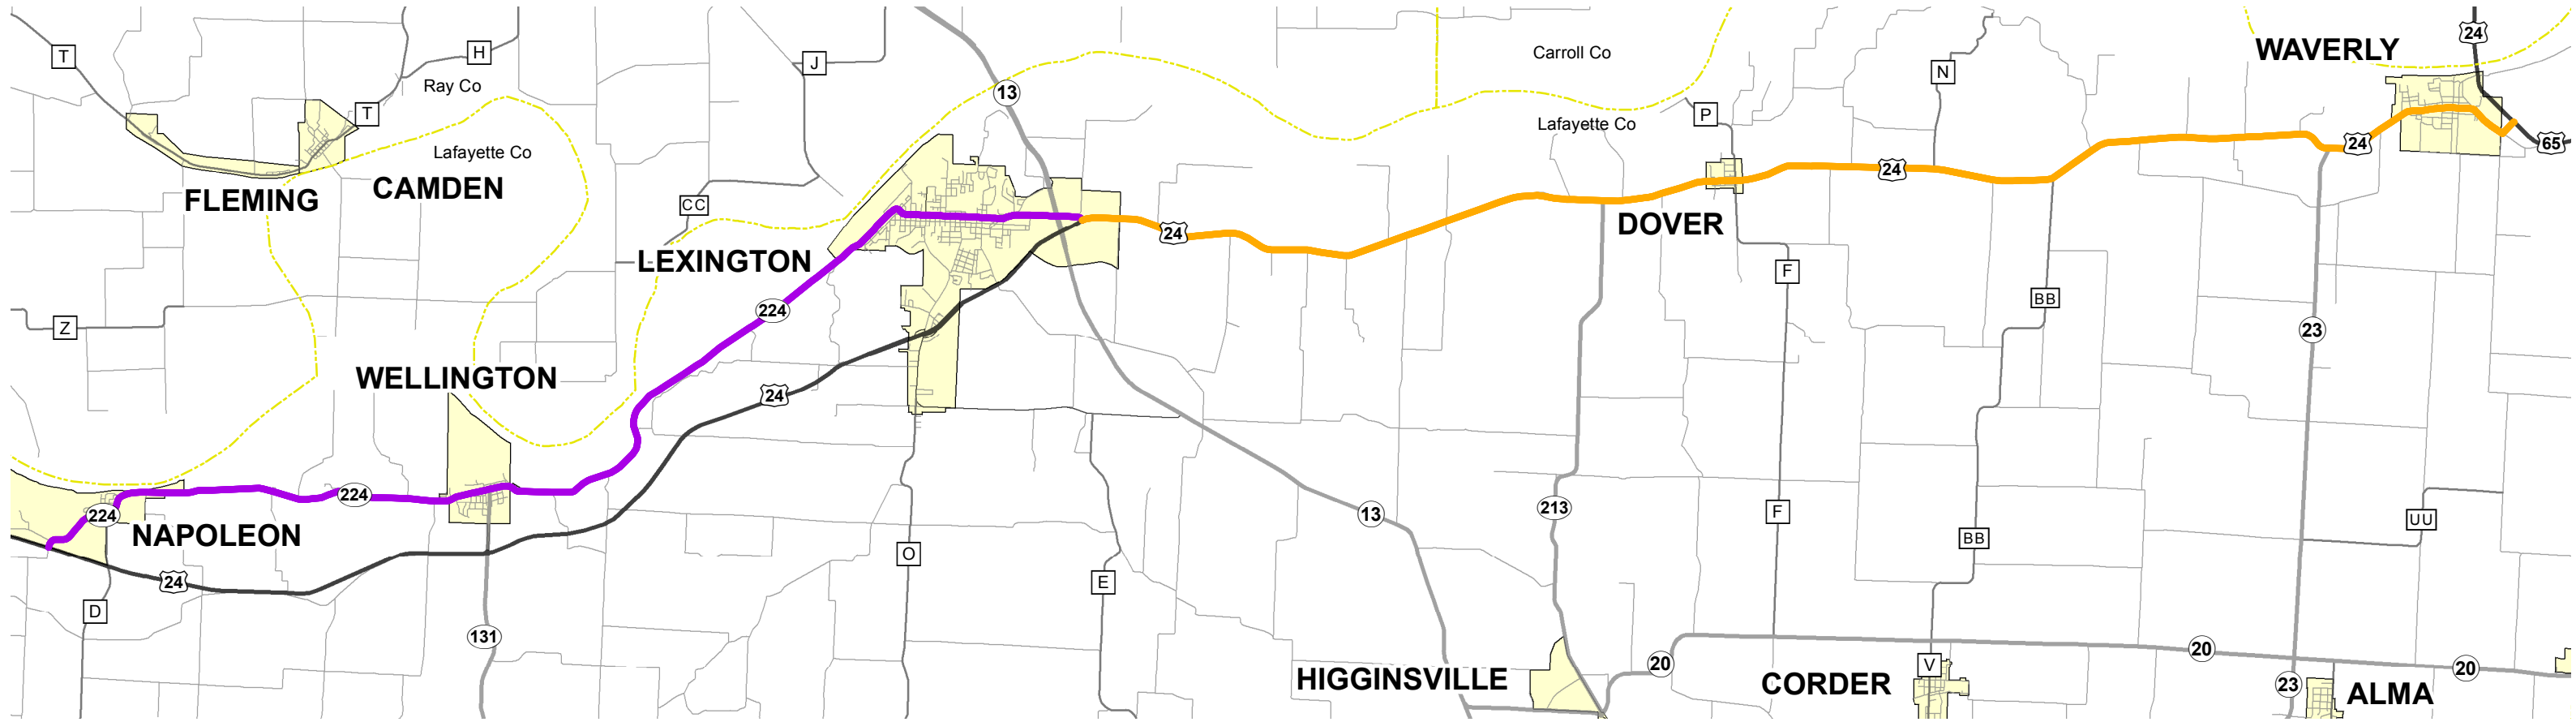 24
WAVERLY
T
H
J
Carroll Co
N
Ray Co
13
T
P
Lafayette Co
24
65
Lafayette Co
24
CAMDEN
FLEMING
CC
DOVER
24
LEXINGTON
F
BB
224
Z
23
WELLINGTON
24
224
224
213
13
F
UU
NAPOLEON
BB
O
24
E
D
131
20
20
V
20
HIGGINSVILLE
CORDER
23
ALMA